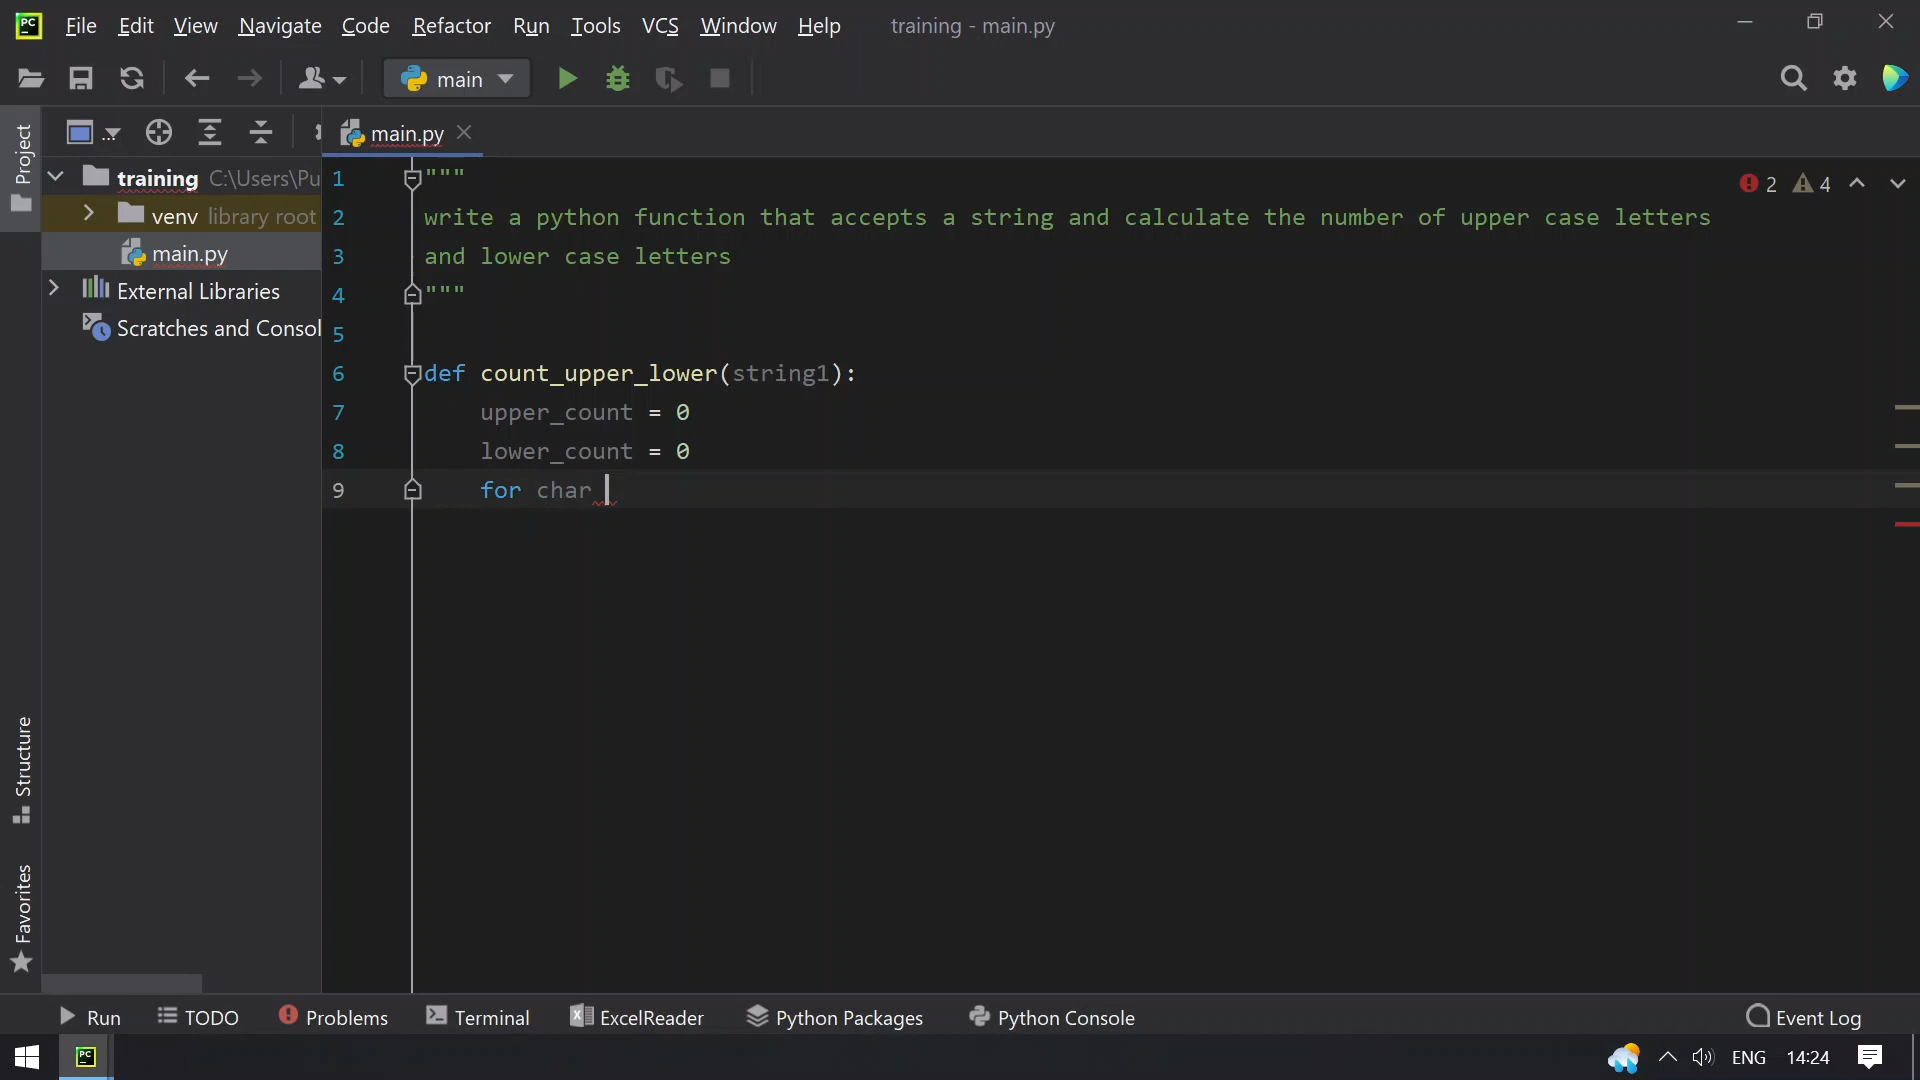 PC File Edit View Navigate Code Refactor Run Tools VCS Window Help training - main.py
main
... main.py
Project
training C:\Users\Pu
venv library root
main.py
External Libraries
Scratches and Consol
Structure
Favorites
2 4
1 """
2 write a python function that accepts a string and calculate the number of upper case letters
3 and lower case letters
4 """
5
6 def count_upper_lower(string1):
7 upper_count = 0
8 lower_count = 0
9 for char
Run TODO Problems Terminal ExcelReader Python Packages Python Console Event Log
PC ENG 14:24